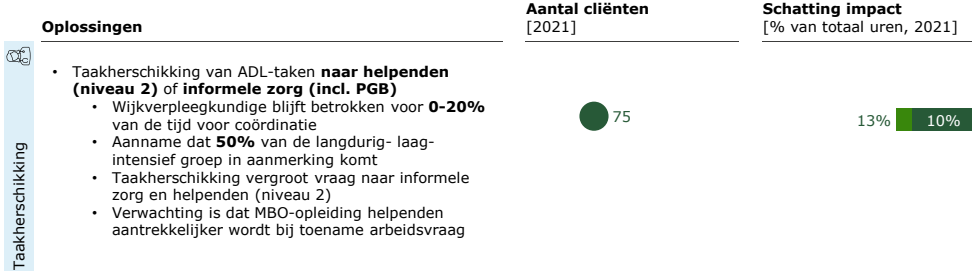 Oplossingen
Aantal cliënten
[2021]
Schatting impact
[% van totaal uren, 2021]
Taakherschikking
• Taakherschikking van ADL-taken naar helpenden
(niveau 2) of informele zorg (incl. PGB)
• Wijkverpleegkundige blijft betrokken voor 0-20%
van de tijd voor coördinatie
• Aanname dat 50% van de langdurig- laag-
intensief groep in aanmerking komt
• Taakherschikking vergroot vraag naar informele
zorg en helpenden (niveau 2)
• Verwachting is dat MBO-opleiding helpenden
aantrekkelijker wordt bij toename arbeidsvraag
75
13% 10%